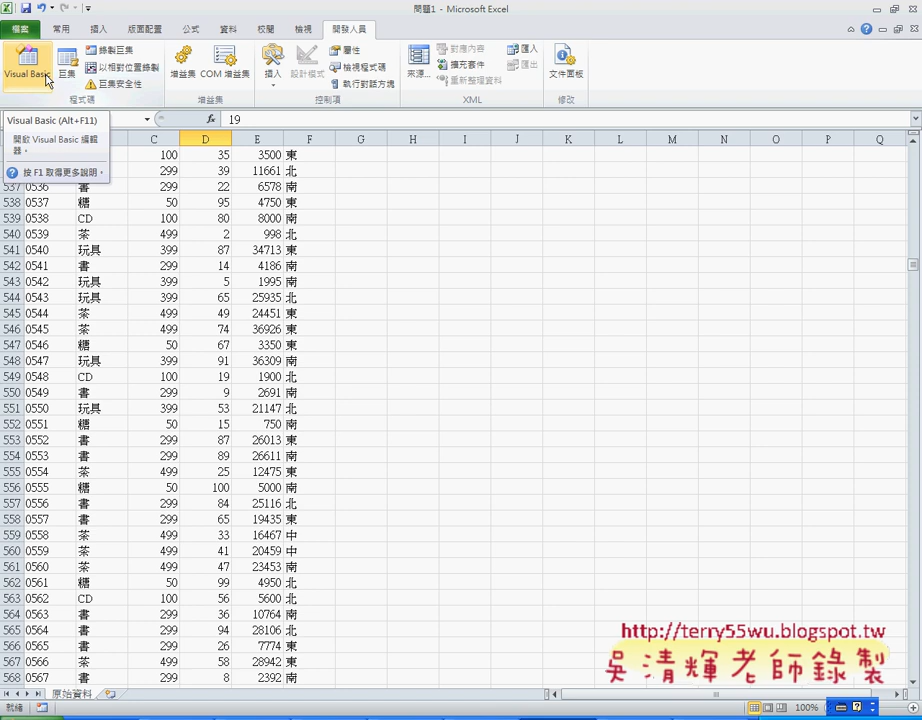 問題1 - Microsoft Excel
檔案 常用 插入 版面配置 公式 資料 校閱 檢視 開發人員
Visual Basic 巨集 錄製巨集 以相對位置錄製 巨集安全性 增益集 COM 增益集 插入 設計模式 屬性 檢視程式碼 執行對話方塊 來源... 對應內容 擴充套件 重新整理資料 匯入 匯出 文件面板
程式碼 增益集 控制項 XML 修改
Visual Basic (Alt+F11)
開啟 Visual Basic 編輯器。
按 F1 取得更多說明。
fx 19
C D E F G H I J K L M N O P Q
100 35 3500 東
299 39 11661 北
537 0536 書 299 22 6578 南
538 0537 糖 50 95 4750 東
539 0538 CD 100 80 8000 南
540 0539 茶 499 2 998 北
541 0540 玩具 399 87 34713 東
542 0541 書 299 14 4186 南
543 0542 玩具 399 5 1995 南
544 0543 玩具 399 65 25935 北
545 0544 茶 499 49 24451 東
546 0545 茶 499 74 36926 東
547 0546 糖 50 67 3350 東
548 0547 玩具 399 91 36309 南
549 0548 CD 100 19 1900 北
550 0549 書 299 9 2691 南
551 0550 玩具 399 53 21147 北
552 0551 糖 50 15 750 南
553 0552 書 299 87 26013 東
554 0553 書 299 89 26611 南
555 0554 茶 499 25 12475 東
556 0555 糖 50 100 5000 南
557 0556 書 299 84 25116 北
558 0557 書 299 65 19435 東
559 0558 茶 499 33 16467 中
560 0559 茶 499 41 20459 中
561 0560 茶 499 47 23453 南
562 0561 糖 50 99 4950 北
563 0562 CD 100 56 5600 北
564 0563 書 299 36 10764 南
565 0564 書 299 94 28106 北
566 0565 書 299 26 7774 東
567 0566 茶 499 58 28942 東
568 0567 書 299 8 2392 南
http://terry55wu.blogspot.tw
吳清輝老師錄製
原始資料
就緒 100%